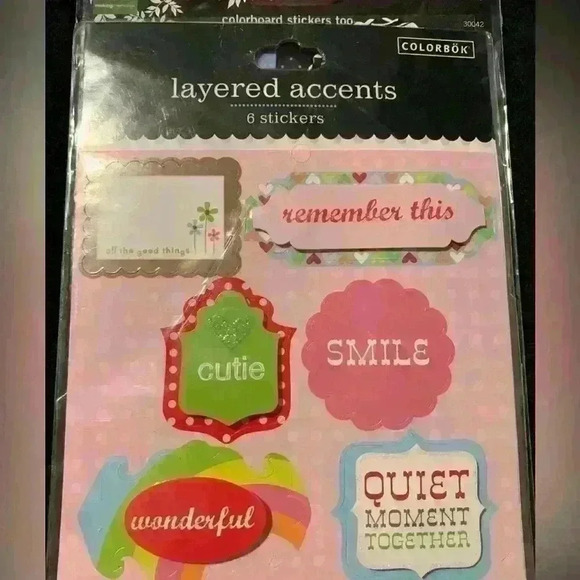 colorboard stickers too
30042
COLORBÖK
layered accents
6 stickers
all the good things
remember this
cutie
SMILE
wonderful
QUIET
MOMENT
TOGETHER